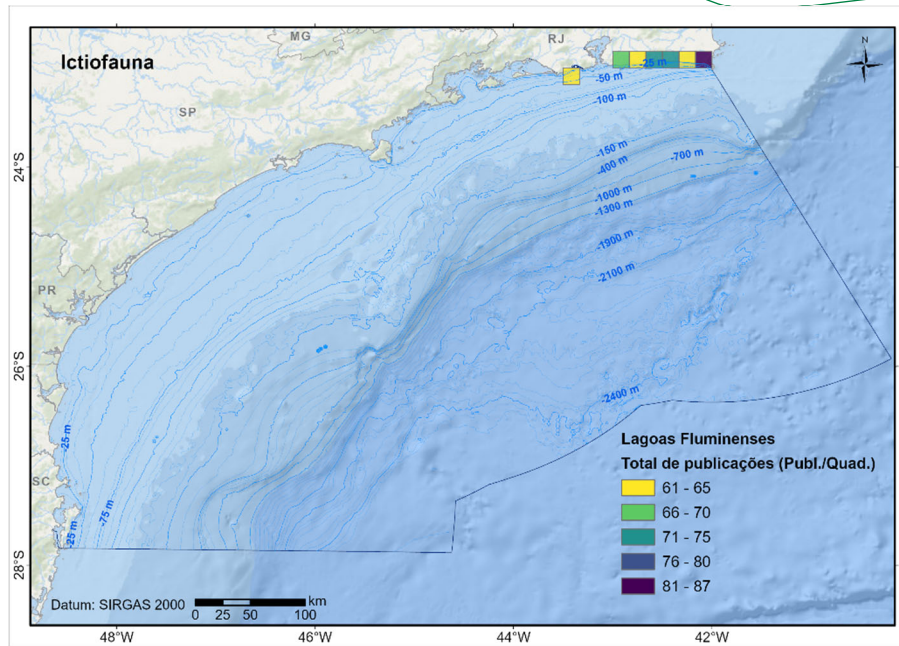 Ictiofauna
MG
RJ
N
SP
PR
SC
-25 m
-50 m
-100 m
-150 m
-400 m
-700 m
-1000 m
-1300 m
-1900 m
-2100 m
-2400 m
-25 m
-75 m
-25 m
24°S
26°S
28°S
Lagoas Fluminenses
Total de publicações (Publ./Quad.)
61 - 65
66 - 70
71 - 75
76 - 80
81 - 87
Datum: SIRGAS 2000
km
0 25 50 100
48°W 46°W 44°W 42°W